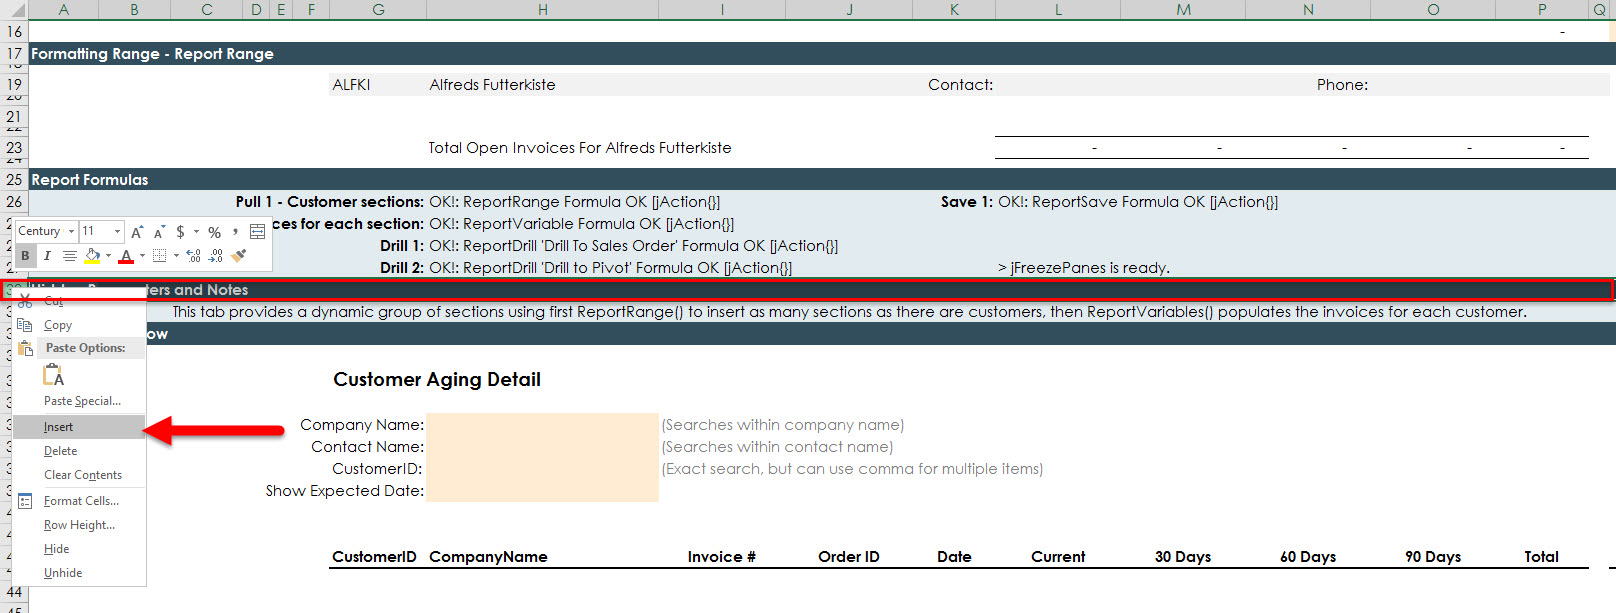 A B C D E F G H I J K L M N O P Q
16 -
17 Formatting Range - Report Range
19 ALFKI Alfreds Futterkiste Contact: Phone:
21
23 Total Open Invoices For Alfreds Futterkiste - - - - -
25 Report Formulas
26 Pull 1 - Customer sections: OK!: ReportRange Formula OK [jAction{}] Save 1: OK!: ReportSave Formula OK [jAction{}]
ces for each section: OK!: ReportVariable Formula OK [jAction{}]
Century 11 A A $ % ,
Drill 1: OK!: ReportDrill 'Drill To Sales Order' Formula OK [jAction{}]
B I A .00 .00
Drill 2: OK!: ReportDrill 'Drill to Pivot' Formula OK [jAction{}] > jFreezePanes is ready.
ters and Notes
Cut
This tab provides a dynamic group of sections using first ReportRange() to insert as many sections as there are customers, then ReportVariables() populates the invoices for each customer.
Copy
ow
Paste Options:
Customer Aging Detail
Paste Special...
Insert
Company Name: (Searches within company name)
Delete
Contact Name: (Searches within contact name)
Clear Contents
CustomerID: (Exact search, but can use comma for multiple items)
Show Expected Date:
Format Cells...
Row Height...
Hide
Unhide
CustomerID CompanyName Invoice # Order ID Date Current 30 Days 60 Days 90 Days Total
44